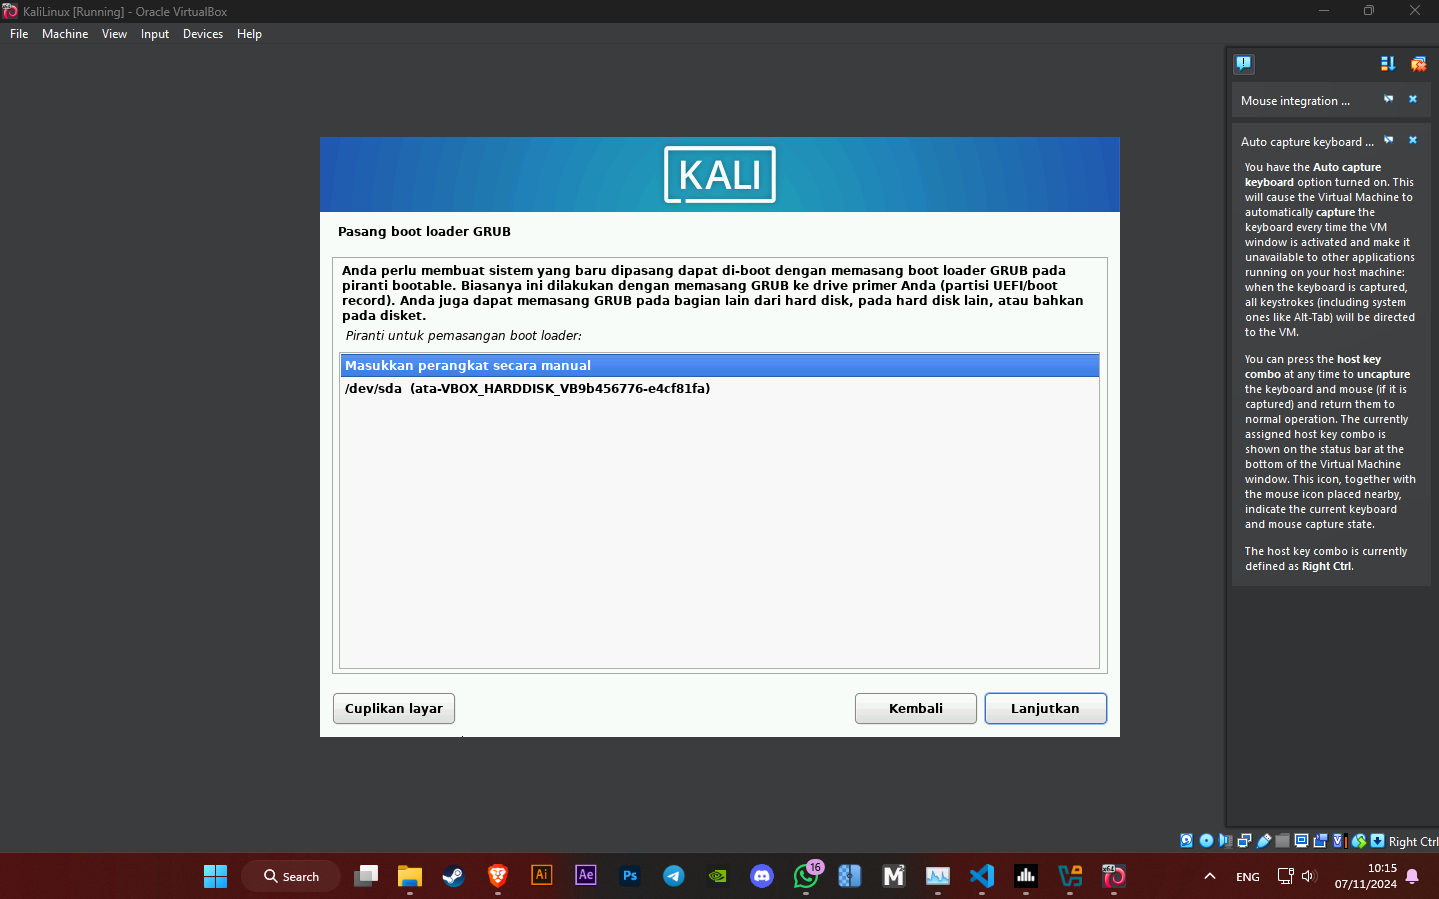 KaliLinux [Running] - Oracle VirtualBox
File Machine View Input Devices Help
Mouse integration ...
Auto capture keyboard ...
You have the Auto capture
keyboard option turned on. This
will cause the Virtual Machine to
automatically capture the
keyboard every time the VM
window is activated and make it
unavailable to other applications
running on your host machine:
when the keyboard is captured,
all keystrokes (including system
ones like Alt-Tab) will be directed
to the VM.
You can press the host key
combo at any time to uncapture
the keyboard and mouse (if it is
captured) and return them to
normal operation. The currently
assigned host key combo is
shown on the status bar at the
bottom of the Virtual Machine
window. This icon, together with
the mouse icon placed nearby,
indicate the current keyboard
and mouse capture state.
The host key combo is currently
defined as Right Ctrl.
KALI
Pasang boot loader GRUB
Anda perlu membuat sistem yang baru dipasang dapat di-boot dengan memasang boot loader GRUB pada
piranti bootable. Biasanya ini dilakukan dengan memasang GRUB ke drive primer Anda (partisi UEFI/boot
record). Anda juga dapat memasang GRUB pada bagian lain dari hard disk, pada hard disk lain, atau bahkan
pada disket.
Piranti untuk pemasangan boot loader:
Masukkan perangkat secara manual
/dev/sda (ata-VBOX_HARDDISK_VB9b456776-e4cf81fa)
Cuplikan layar
Kembali
Lanjutkan
Right Ctrl
Search
Ai
Ae
Ps
16
M
ENG
10:15
07/11/2024